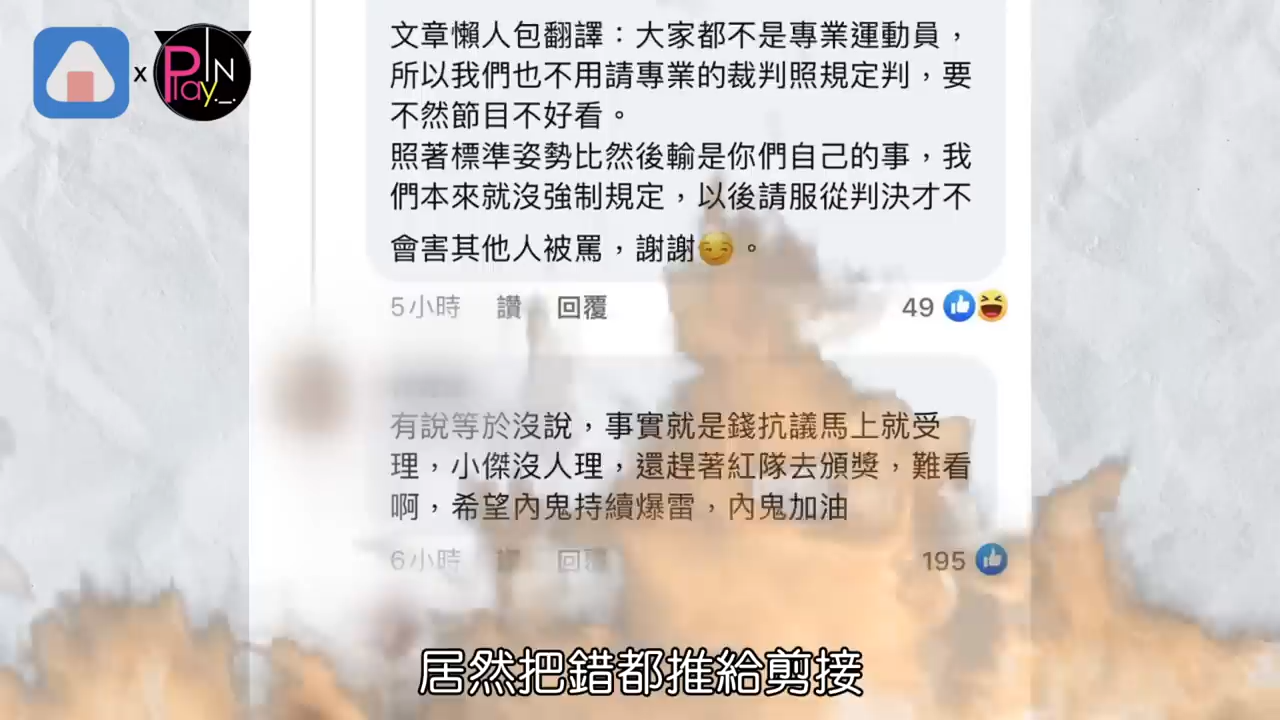 x
PlayIN
文章懶人包翻譯：大家都不是專業運動員，
所以我們也不用請專業的裁判照規定判，要
不然節目不好看。
照著標準姿勢比然後輸是你們自己的事，我
們本來就沒強制規定，以後請服從判決才不
會害其他人被罵，謝謝😏。
5小時 讚 回覆 49
有說等於沒說，事實就是錢抗議馬上就受
理，小傑沒人理，還趕著紅隊去頒獎，難看
啊，希望內鬼持續爆雷，內鬼加油
6小時 讚 回覆 195
居然把錯都推給剪接